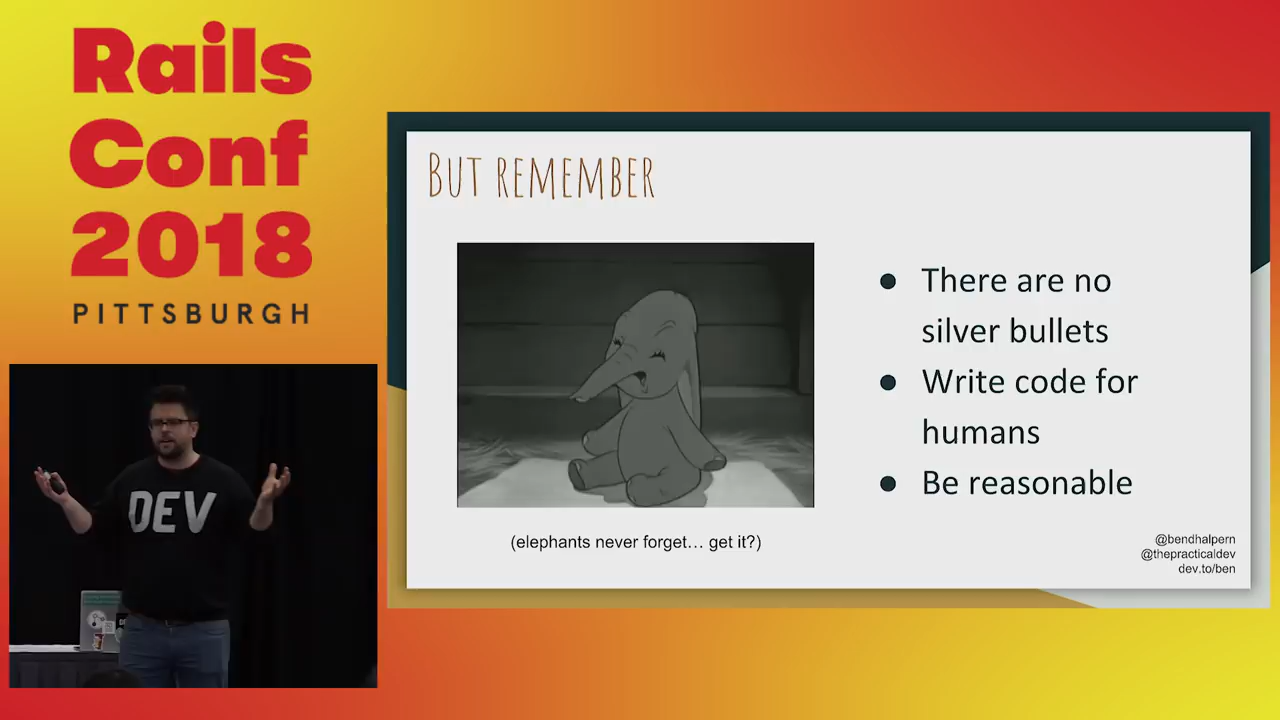 Rails
Conf
2018
PITTSBURGH
DEV
But remember
● There are no
silver bullets
● Write code for
humans
● Be reasonable
(elephants never forget… get it?)
@bendhalpern
@thepracticaldev
dev.to/ben